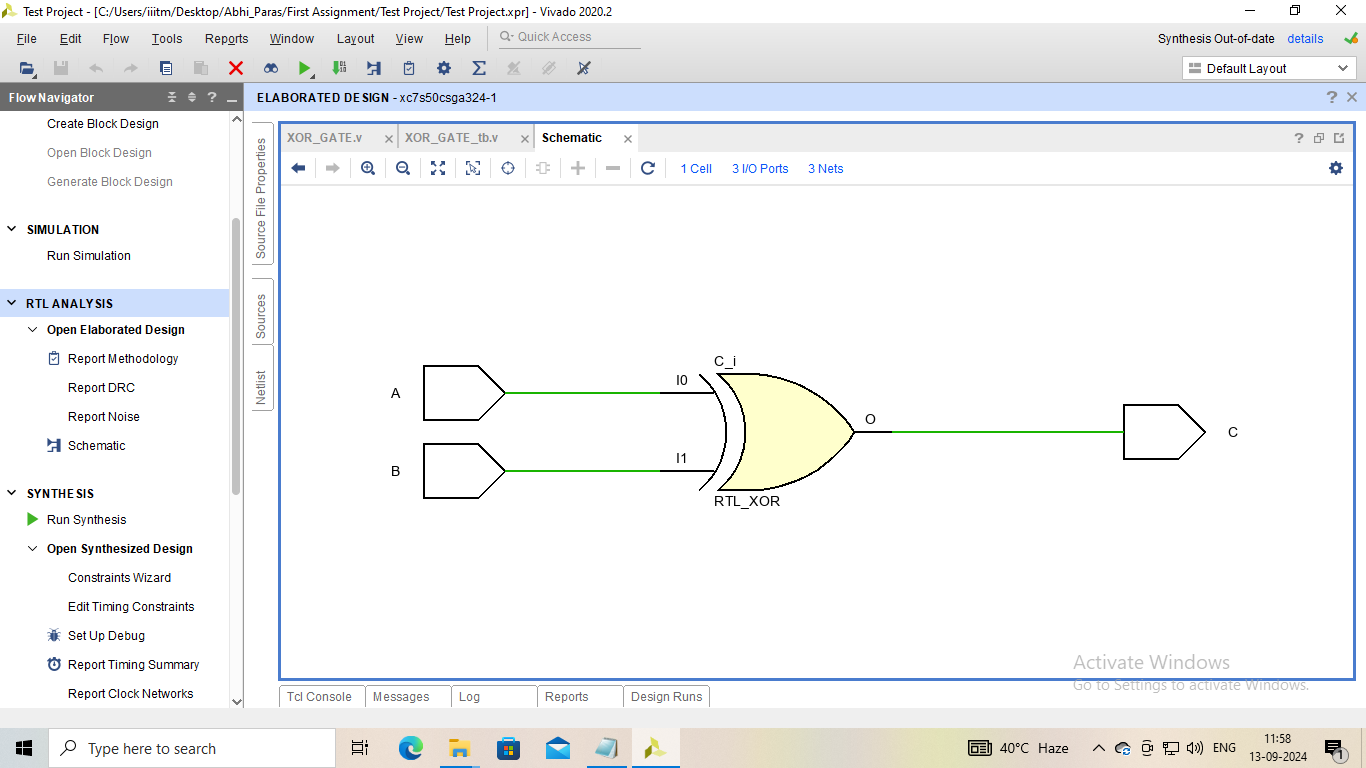 Test Project - [C:/Users/iiitm/Desktop/Abhi_Paras/First Assignment/Test Project/Test Project.xpr] - Vivado 2020.2
File Edit Flow Tools Reports Window Layout View Help Quick Access
Synthesis Out-of-date details
Default Layout
Flow Navigator
ELABORATED DESIGN - xc7s50csga324-1
Create Block Design
Open Block Design
Generate Block Design
SIMULATION
Run Simulation
RTL ANALYSIS
Open Elaborated Design
Report Methodology
Report DRC
Report Noise
Schematic
SYNTHESIS
Run Synthesis
Open Synthesized Design
Constraints Wizard
Edit Timing Constraints
Set Up Debug
Report Timing Summary
Report Clock Networks
Source File Properties
Sources
Netlist
XOR_GATE.v XOR_GATE_tb.v Schematic
1 Cell 3 I/O Ports 3 Nets
C_i
A I0
O
C
B I1
RTL_XOR
Activate Windows
Go to Settings to activate Windows.
Tcl Console Messages Log Reports Design Runs
Type here to search
40°C Haze
ENG
11:58
13-09-2024
1